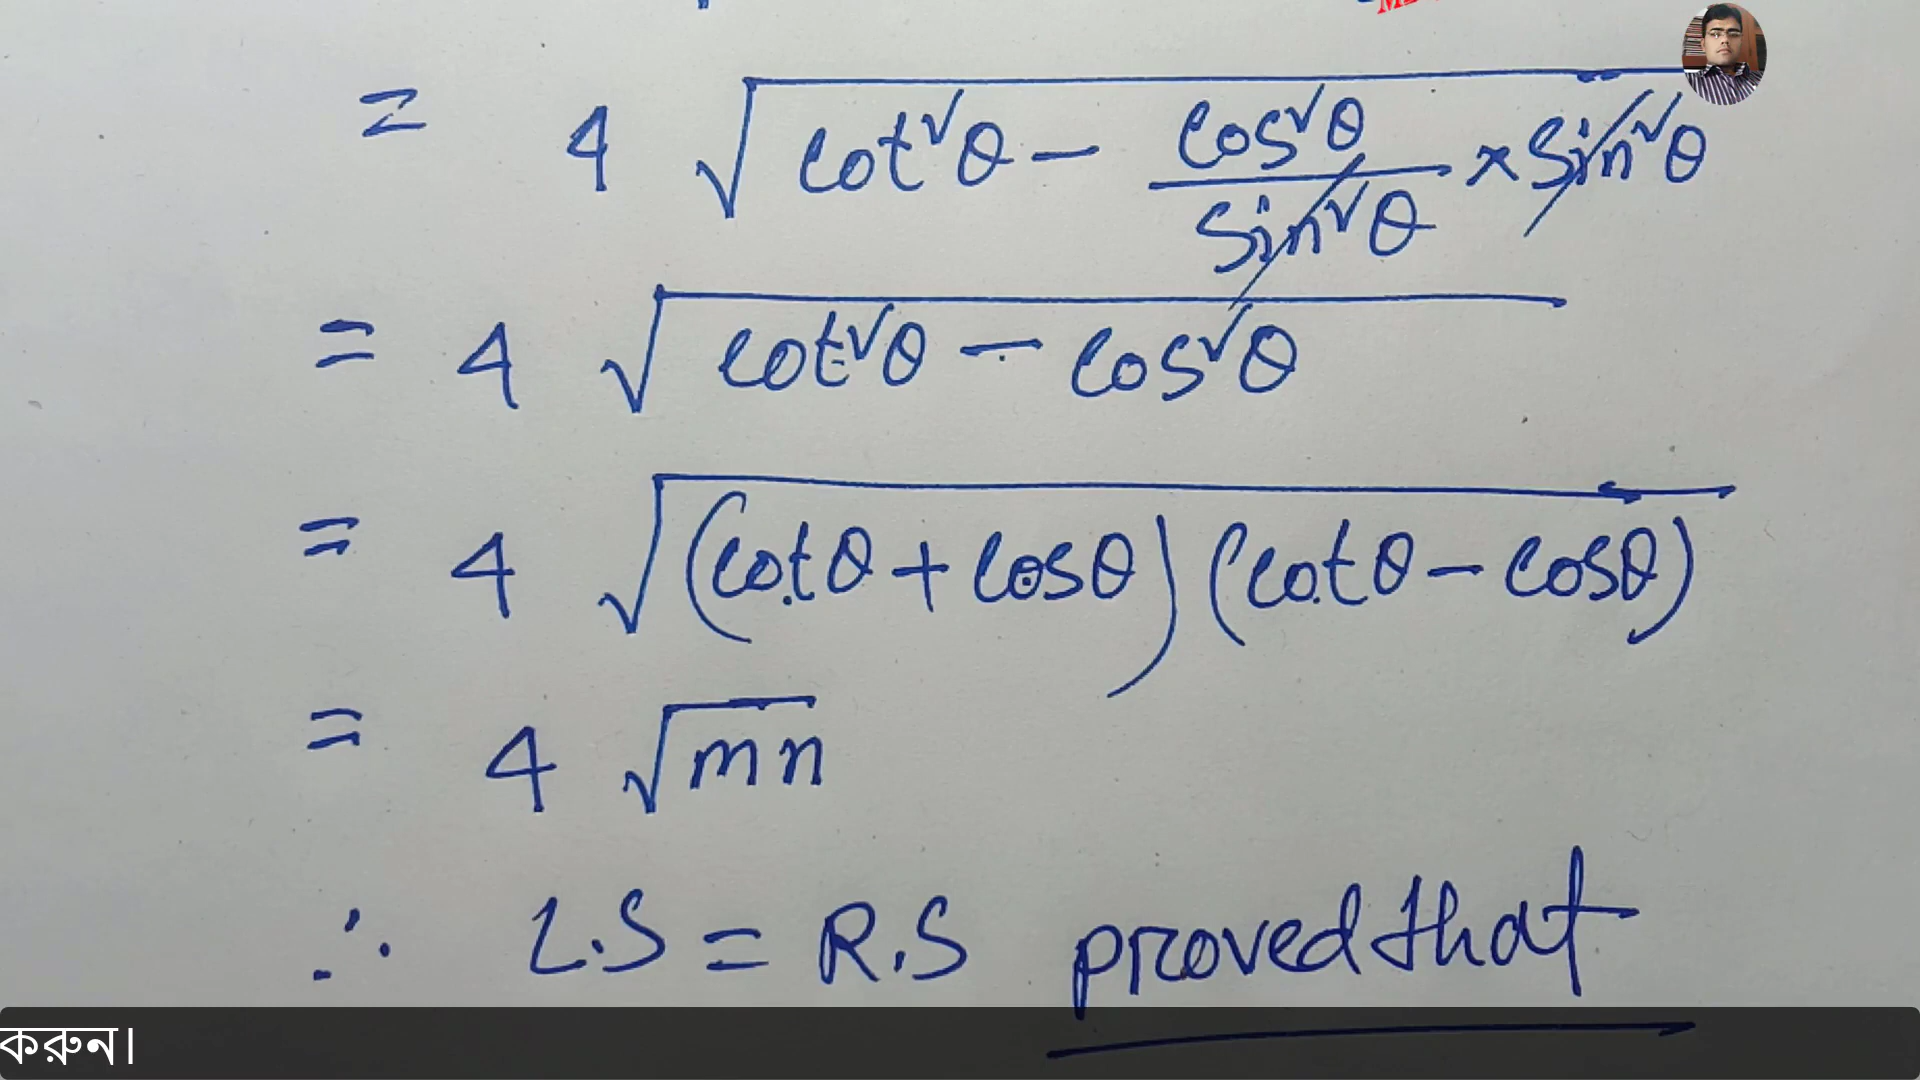 = 4 √(cot²θ - cos²θ/sin²θ × sin²θ)
= 4 √(cot²θ - cos²θ)
= 4 √((cotθ + cosθ)(cotθ - cosθ))
= 4 √mn
∴ L.S = R.S proved that
করুন।